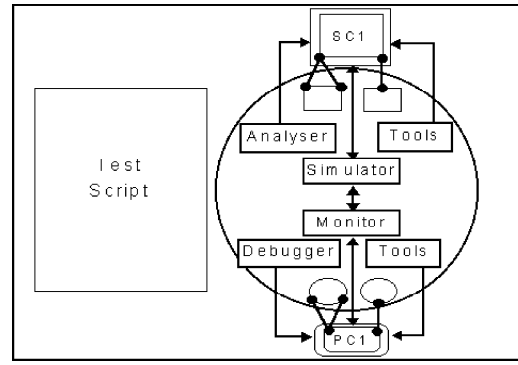 SC1
Analyser
Tools
Test
Script
Simulator
Monitor
Debugger
Tools
PC1